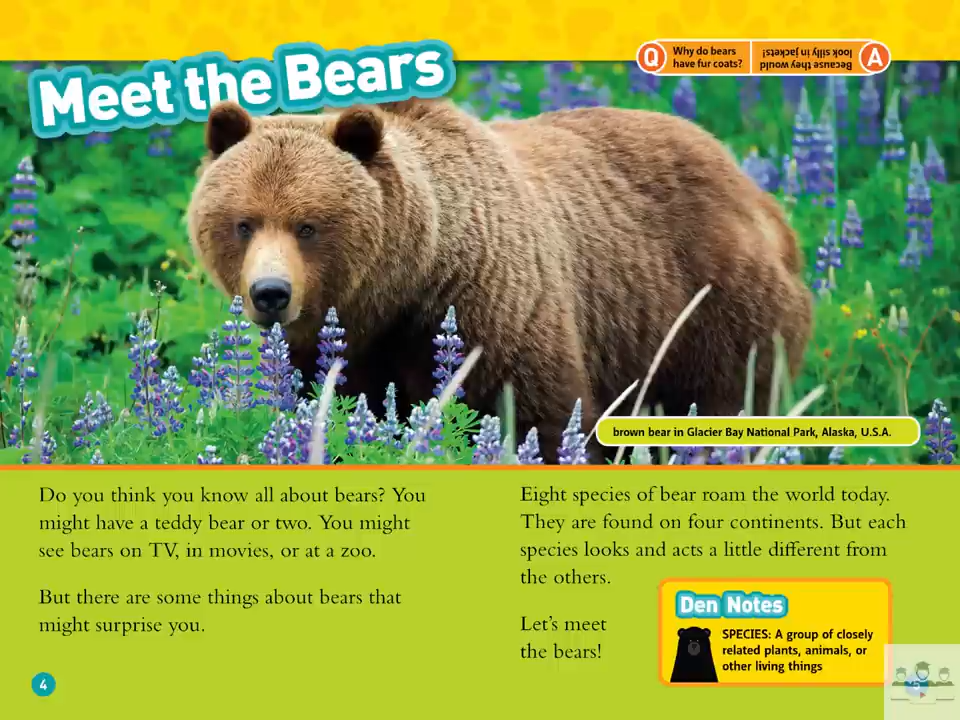 Meet the Bears
Q
Why do bears
have fur coats?
Because they would
look silly in jackets!
A
brown bear in Glacier Bay National Park, Alaska, U.S.A.
Do you think you know all about bears? You
might have a teddy bear or two. You might
see bears on TV, in movies, or at a zoo.
But there are some things about bears that
might surprise you.
Eight species of bear roam the world today.
They are found on four continents. But each
species looks and acts a little different from
the others.
Let's meet
the bears!
Den Notes
SPECIES: A group of closely
related plants, animals, or
other living things
4